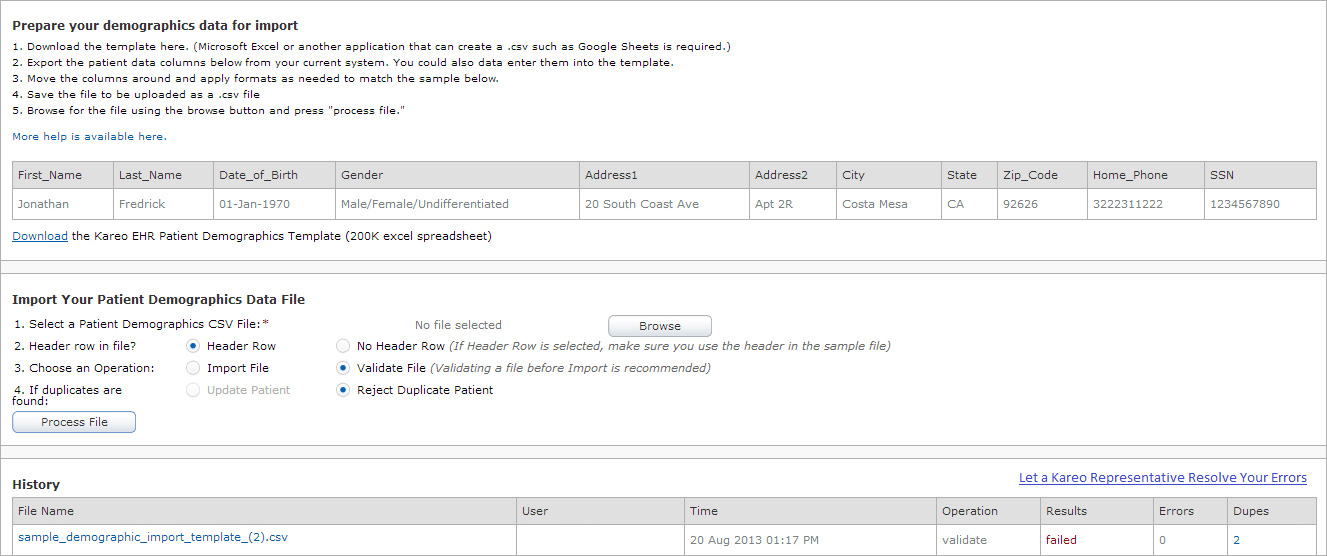 Prepare your demographics data for import
1. Download the template here. (Microsoft Excel or another application that can create a .csv such as Google Sheets is required.)
2. Export the patient data columns below from your current system. You could also data enter them into the template.
3. Move the columns around and apply formats as needed to match the sample below.
4. Save the file to be uploaded as a .csv file
5. Browse for the file using the browse button and press "process file."
More help is available here.
First_Name Last_Name Date_of_Birth Gender Address1 Address2 City State Zip_Code Home_Phone SSN
Jonathan Fredrick 01-Jan-1970 Male/Female/Undifferentiated 20 South Coast Ave Apt 2R Costa Mesa CA 92626 3222311222 1234567890
Download the Kareo EHR Patient Demographics Template (200K excel spreadsheet)
Import Your Patient Demographics Data File
1. Select a Patient Demographics CSV File:* No file selected Browse
2. Header row in file? Header Row No Header Row (If Header Row is selected, make sure you use the header in the sample file)
3. Choose an Operation: Import File Validate File (Validating a file before Import is recommended)
4. If duplicates are Update Patient Reject Duplicate Patient
found:
Process File
Let a Kareo Representative Resolve Your Errors
History
File Name User Time Operation Results Errors Dupes
sample_demographic_import_template_(2).csv 20 Aug 2013 01:17 PM validate failed 0 2